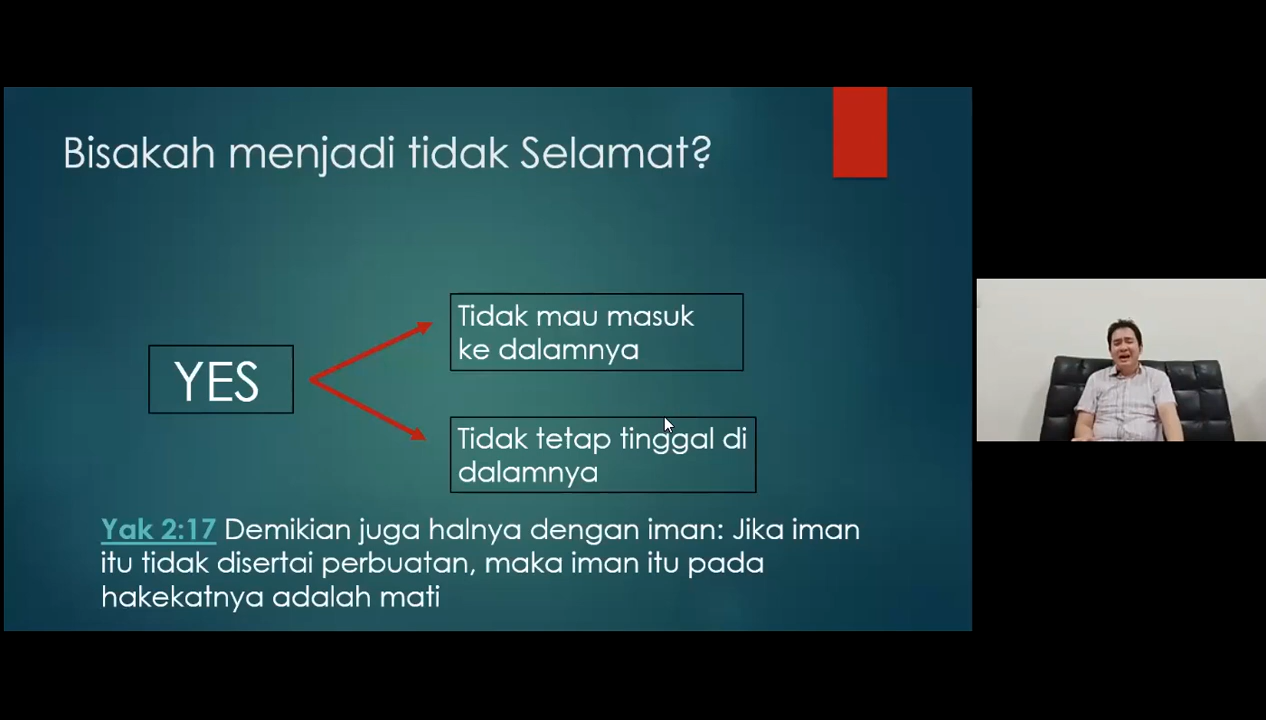 Bisakah menjadi tidak Selamat?
YES
Tidak mau masuk
ke dalamnya
Tidak tetap tinggal di
dalamnya
Yak 2:17 Demikian juga halnya dengan iman: Jika iman
itu tidak disertai perbuatan, maka iman itu pada
hakekatnya adalah mati